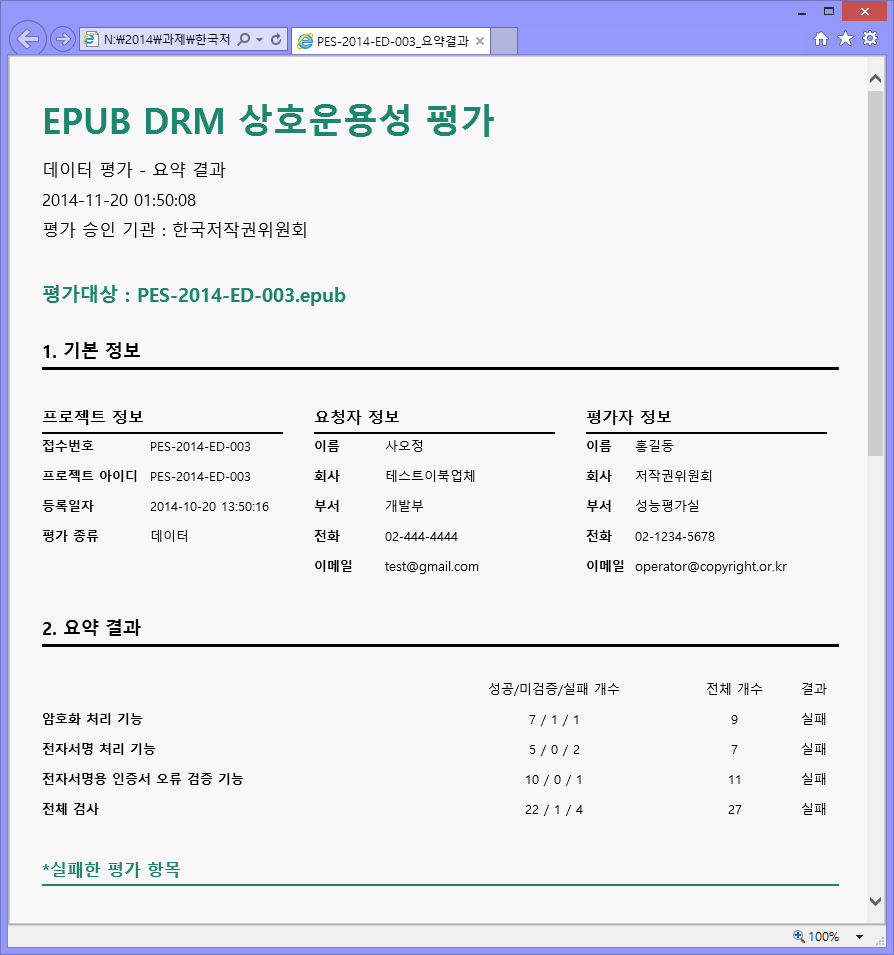 N:₩2014₩과제₩한국저
PES-2014-ED-003_요약결과
EPUB DRM 상호운용성 평가
데이터 평가 - 요약 결과
2014-11-20 01:50:08
평가 승인 기관 : 한국저작권위원회
평가대상 : PES-2014-ED-003.epub
1. 기본 정보
프로젝트 정보
접수번호 PES-2014-ED-003
프로젝트 아이디 PES-2014-ED-003
등록일자 2014-10-20 13:50:16
평가 종류 데이터
요청자 정보
이름 사오정
회사 테스트이북업체
부서 개발부
전화 02-444-4444
이메일 test@gmail.com
평가자 정보
이름 홍길동
회사 저작권위원회
부서 성능평가실
전화 02-1234-5678
이메일 operator@copyright.or.kr
2. 요약 결과
성공/미검증/실패 개수 전체 개수 결과
암호화 처리 기능 7 / 1 / 1 9 실패
전자서명 처리 기능 5 / 0 / 2 7 실패
전자서명용 인증서 오류 검증 기능 10 / 0 / 1 11 실패
전체 검사 22 / 1 / 4 27 실패
*실패한 평가 항목
100%